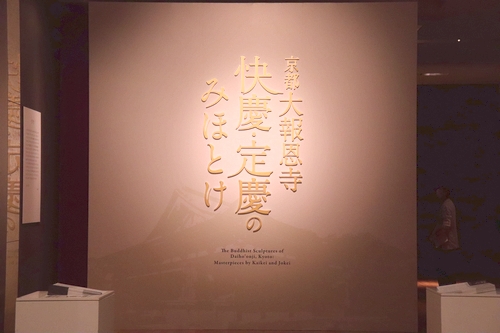 京都 大報恩寺
快慶・定慶の
みほとけ
The Buddhist Sculptures of
Daiho'onji, Kyoto:
Masterpieces by Kaikei and Jokei